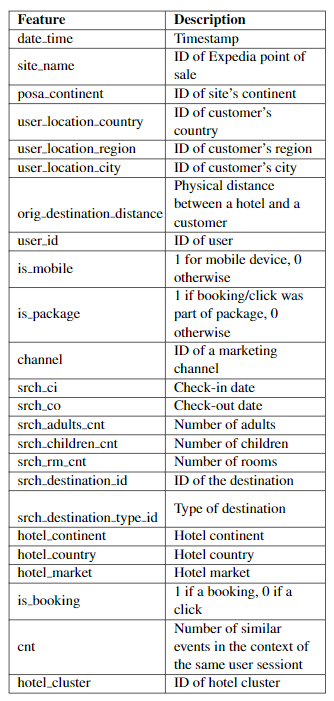 Feature Description
date_time Timestamp
site_name ID of Expedia point of
sale
posa_continent ID of site's continent
user_location_country ID of customer's
country
user_location_region ID of customer's region
user_location_city ID of customer's city
orig_destination_distance Physical distance
between a hotel and a
customer
user_id ID of user
is_mobile 1 for mobile device, 0
otherwise
is_package 1 if booking/click was
part of package, 0
otherwise
channel ID of a marketing
channel
srch_ci Check-in date
srch_co Check-out date
srch_adults_cnt Number of adults
srch_children_cnt Number of children
srch_rm_cnt Number of rooms
srch_destination_id ID of the destination
srch_destination_type_id Type of destination
hotel_continent Hotel continent
hotel_country Hotel country
hotel_market Hotel market
is_booking 1 if a booking, 0 if a
click
cnt Number of similar
events in the context of
the same user sessiont
hotel_cluster ID of hotel cluster